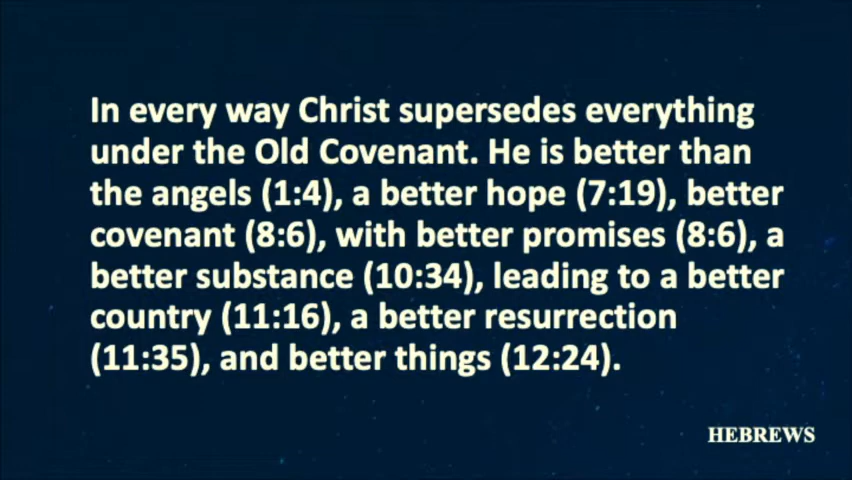 In every way Christ supersedes everything
under the Old Covenant. He is better than
the angels (1:4), a better hope (7:19), better
covenant (8:6), with better promises (8:6), a
better substance (10:34), leading to a better
country (11:16), a better resurrection
(11:35), and better things (12:24).
HEBREWS